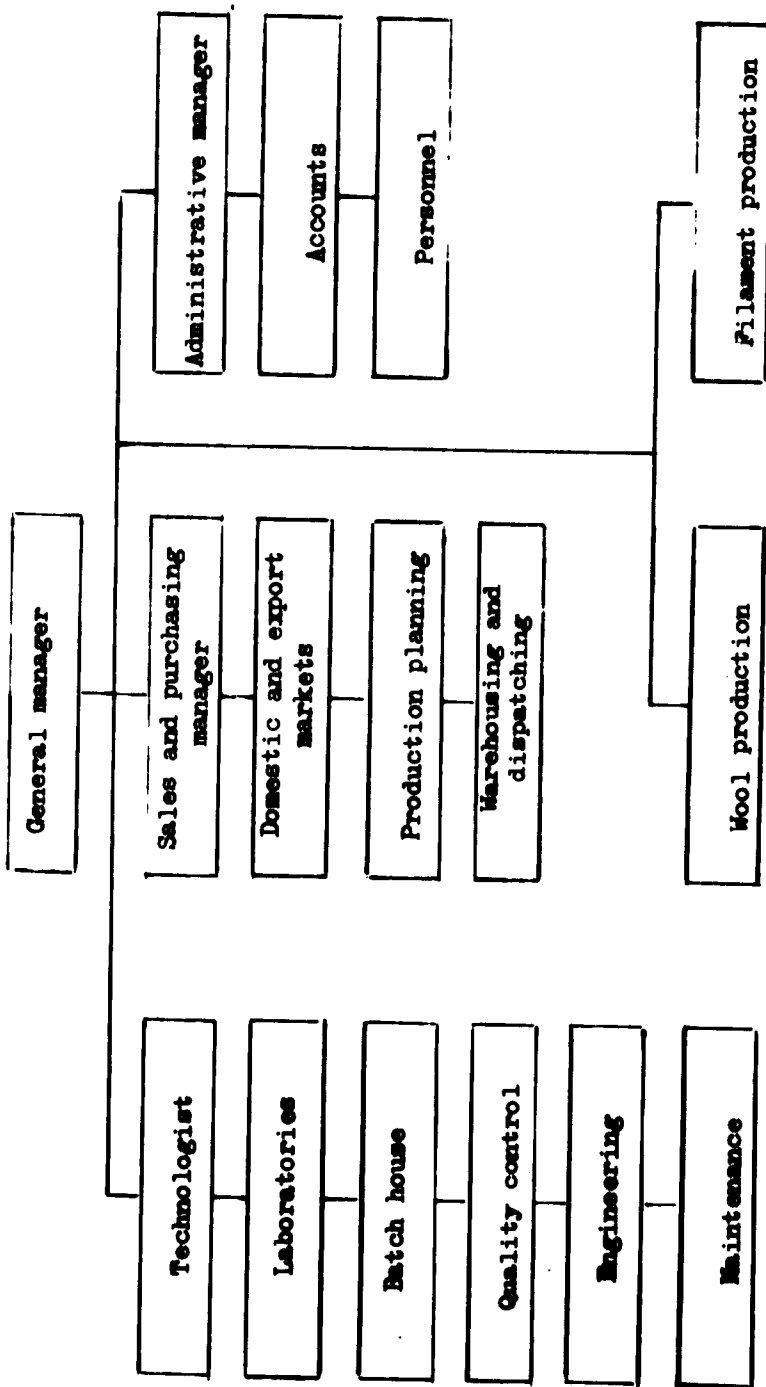 General manager
Technologist
Laboratories
Batch house
Quality control
Engineering
Maintenance
Sales and purchasing
manager
Domestic and export
markets
Production planning
Warehousing and
dispatching
Administrative manager
Accounts
Personnel
Wool production
Filament production